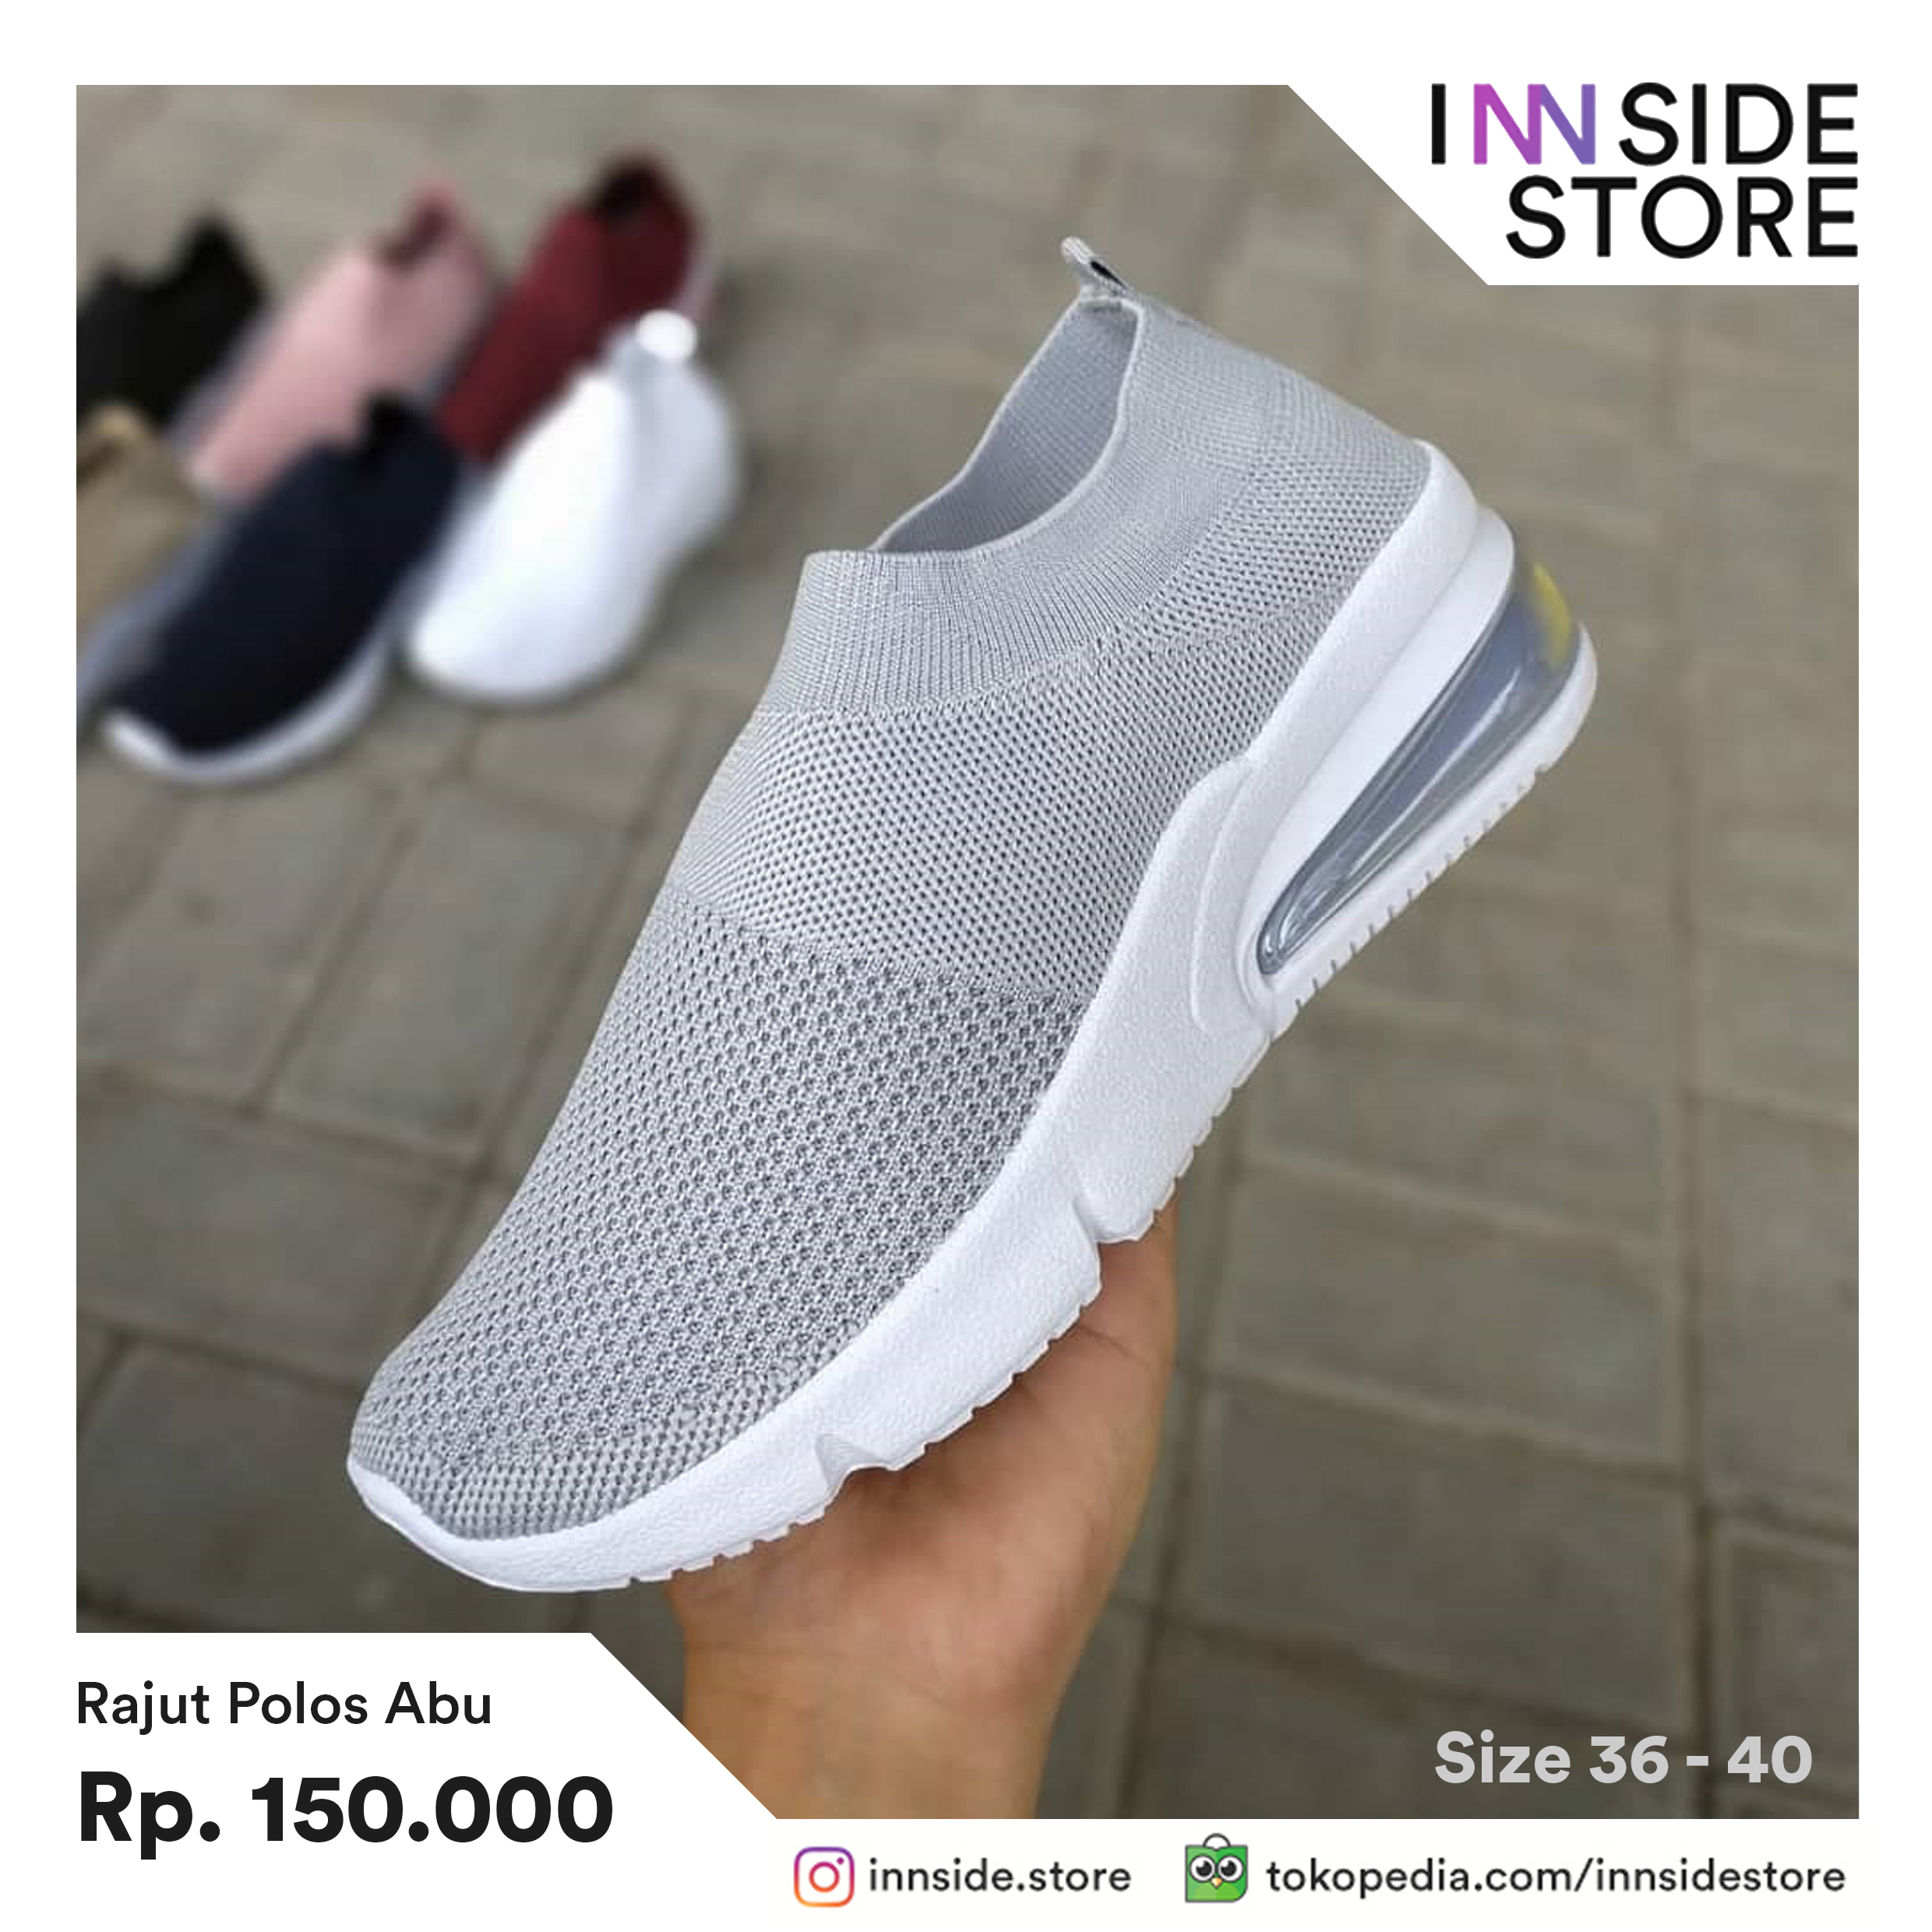 INNSIDE
STORE
Rajut Polos Abu
Rp. 150.000
Size 36 - 40
innside.store
tokopedia.com/innsidestore